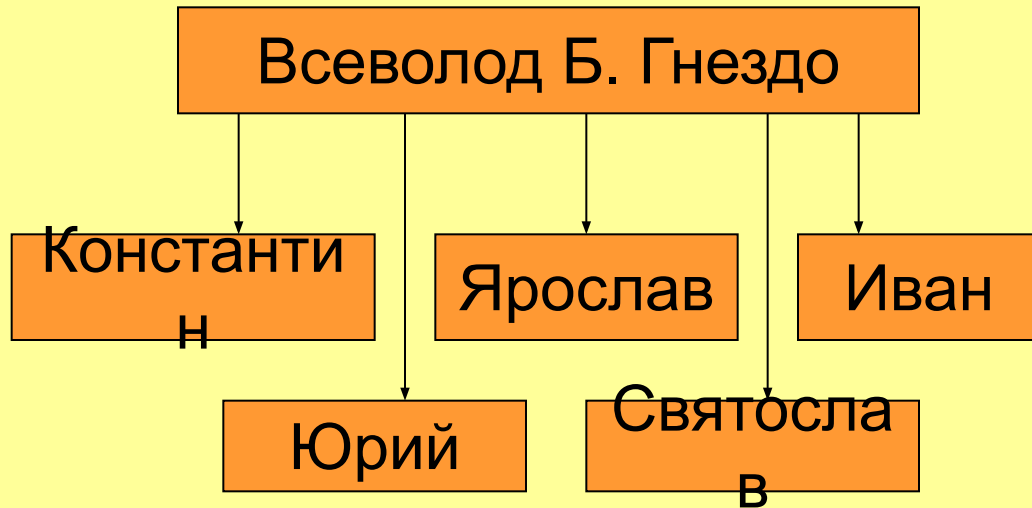 Всеволод Б. Гнездо
Константи
н
Ярослав
Иван
Юрий
Святосла
в